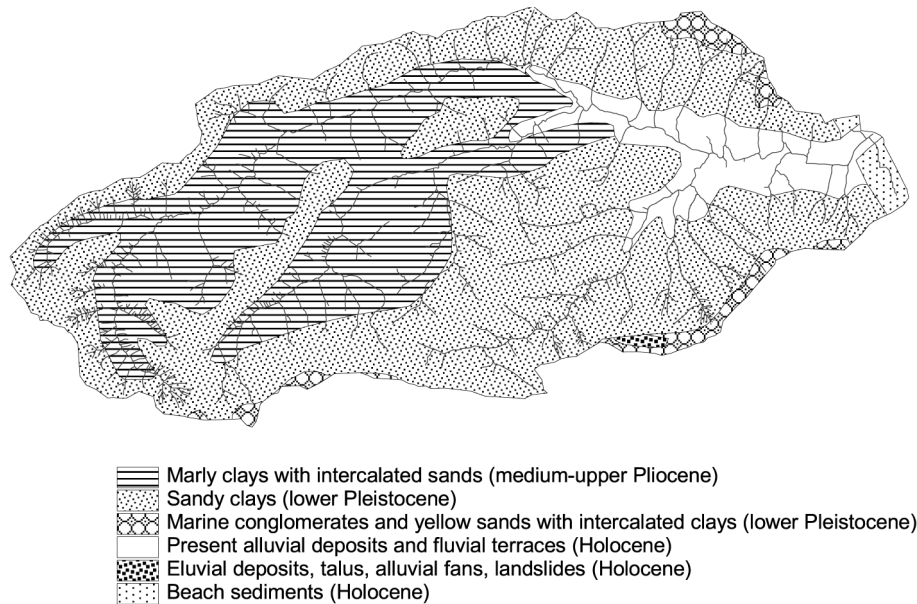 Marly clays with intercalated sands (medium-upper Pliocene)
Sandy clays (lower Pleistocene)
Marine conglomerates and yellow sands with intercalated clays (lower Pleistocene)
Present alluvial deposits and fluvial terraces (Holocene)
Eluvial deposits, talus, alluvial fans, landslides (Holocene)
Beach sediments (Holocene)